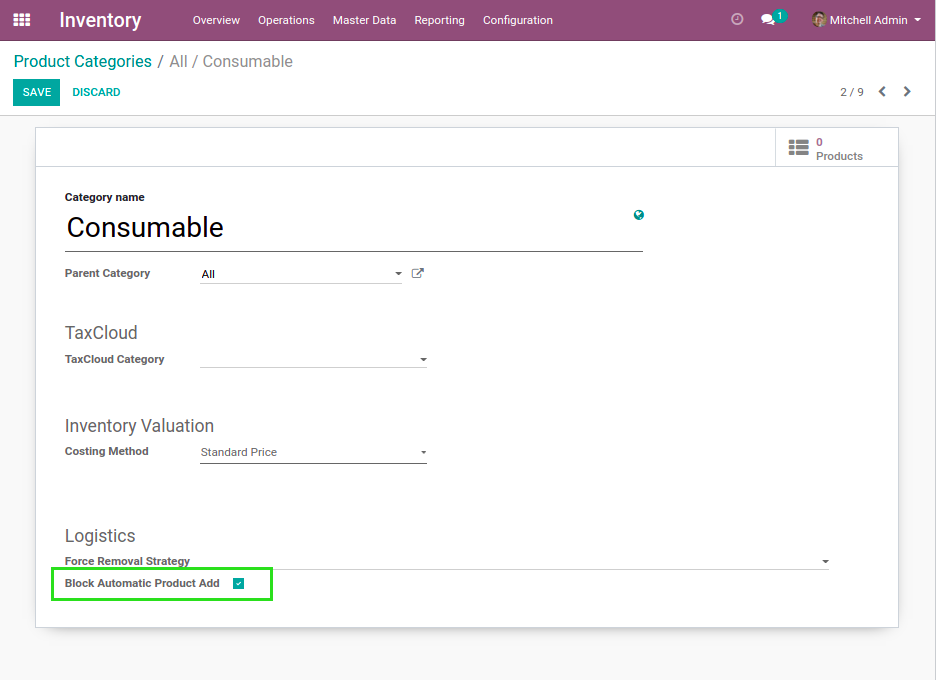 Inventory Overview Operations Master Data Reporting Configuration 1 Mitchell Admin
Product Categories / All / Consumable
SAVE DISCARD 2 / 9
0
Products
Category name
Consumable
Parent Category All
TaxCloud
TaxCloud Category
Inventory Valuation
Costing Method Standard Price
Logistics
Force Removal Strategy
Block Automatic Product Add